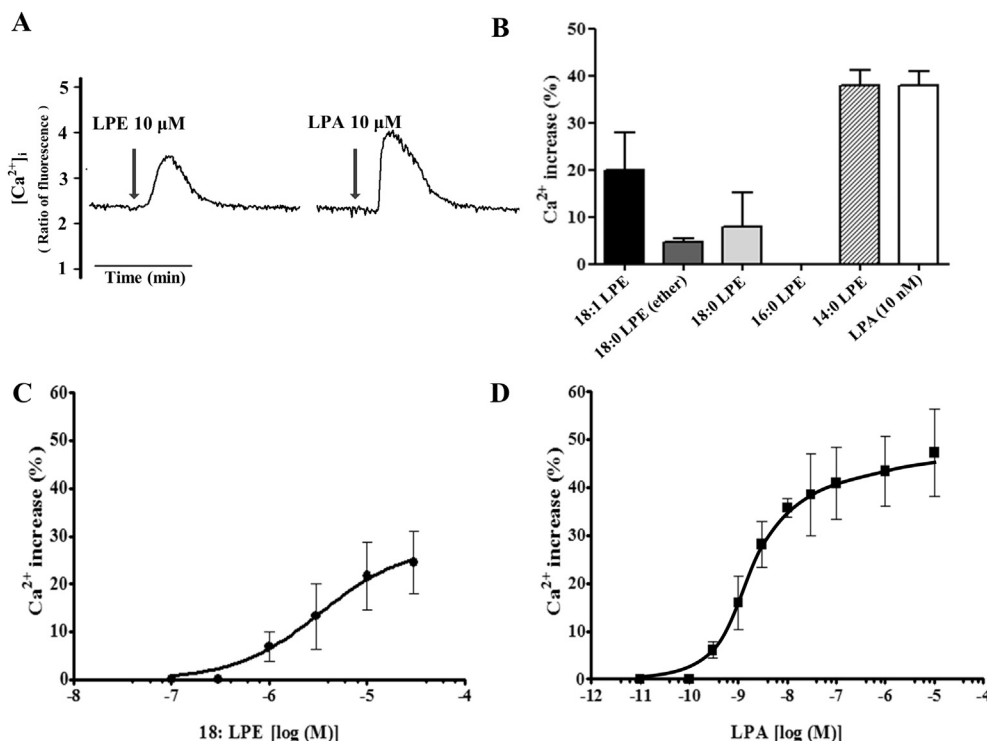 A
5
4
3
2
1
[Ca²⁺]ᵢ
( Ratio of fluorescence )
LPE 10 μM
LPA 10 μM
Time (min)
B
50
40
30
20
10
0
Ca²⁺ increase (%)
18:1 LPE
18:0 LPE (ether)
18:0 LPE
16:0 LPE
14:0 LPE
LPA (10 nM)
C
60
50
40
30
20
10
0
Ca²⁺ increase (%)
-8 -7 -6 -5 -4
18: LPE [log (M)]
D
60
50
40
30
20
10
0
Ca²⁺ increase (%)
-12 -11 -10 -9 -8 -7 -6 -5 -4
LPA [log (M)]